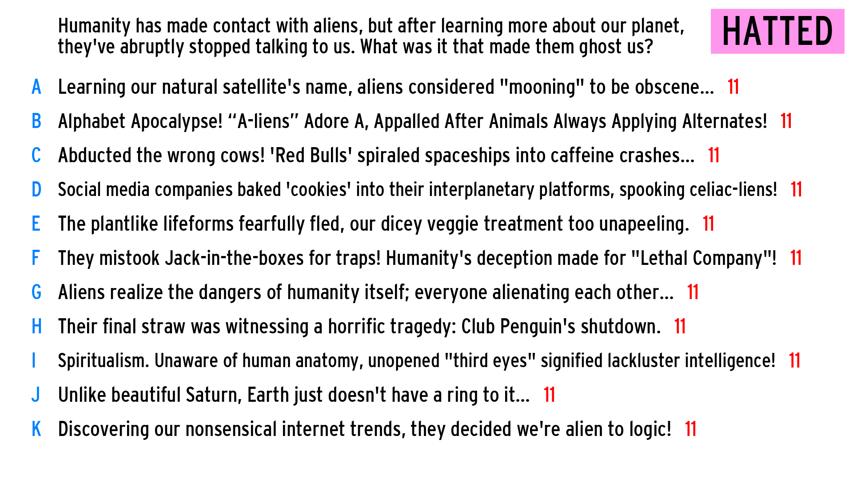 Humanity has made contact with aliens, but after learning more about our planet,
they've abruptly stopped talking to us. What was it that made them ghost us?
HATTED
A Learning our natural satellite's name, aliens considered "mooning" to be obscene... 11
B Alphabet Apocalypse! “A-liens” Adore A, Appalled After Animals Always Applying Alternates! 11
C Abducted the wrong cows! 'Red Bulls' spiraled spaceships into caffeine crashes... 11
D Social media companies baked 'cookies' into their interplanetary platforms, spooking celiac-liens! 11
E The plantlike lifeforms fearfully fled, our dicey veggie treatment too unapeeling. 11
F They mistook Jack-in-the-boxes for traps! Humanity's deception made for "Lethal Company"! 11
G Aliens realize the dangers of humanity itself; everyone alienating each other... 11
H Their final straw was witnessing a horrific tragedy: Club Penguin's shutdown. 11
I Spiritualism. Unaware of human anatomy, unopened "third eyes" signified lackluster intelligence! 11
J Unlike beautiful Saturn, Earth just doesn't have a ring to it... 11
K Discovering our nonsensical internet trends, they decided we're alien to logic! 11